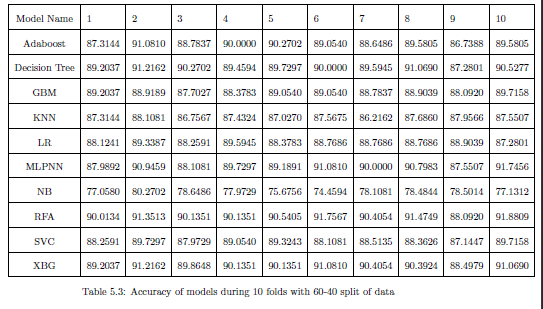 Model Name 1 2 3 4 5 6 7 8 9 10
Adaboost 87.3144 91.0810 88.7837 90.0000 90.2702 89.0540 88.6486 89.5805 86.7388 89.5805
Decision Tree 89.2037 91.2162 90.2702 89.4594 89.7297 90.0000 89.5945 91.0690 87.2801 90.5277
GBM 89.2037 88.9189 87.7027 88.3783 89.0540 89.0540 87.7837 88.9039 88.0920 89.7158
KNN 87.3144 88.1081 86.7567 87.4324 87.0270 87.5675 86.2162 87.6860 87.9566 87.5507
LR 88.1241 89.3387 88.2591 89.5945 88.3783 88.7686 88.7686 88.7686 88.9039 87.2801
MLPNN 87.9892 90.9459 88.1081 89.7297 89.1891 91.0810 90.0000 90.7983 87.5507 91.7456
NB 77.0580 80.2702 78.6486 77.9729 75.6756 74.4594 78.1081 78.4844 78.5014 77.1312
RFA 90.0134 91.3513 90.1351 90.1351 90.5405 91.7567 90.4054 91.4749 88.0920 91.8809
SVC 88.2591 89.7297 87.9729 89.0540 89.3243 88.1081 88.5135 88.3626 87.1447 89.7158
XBG 89.2037 91.2162 89.8648 90.1351 90.1351 91.0810 90.4054 90.3924 88.4979 91.0690
Table 5.3: Accuracy of models during 10 folds with 60-40 split of data